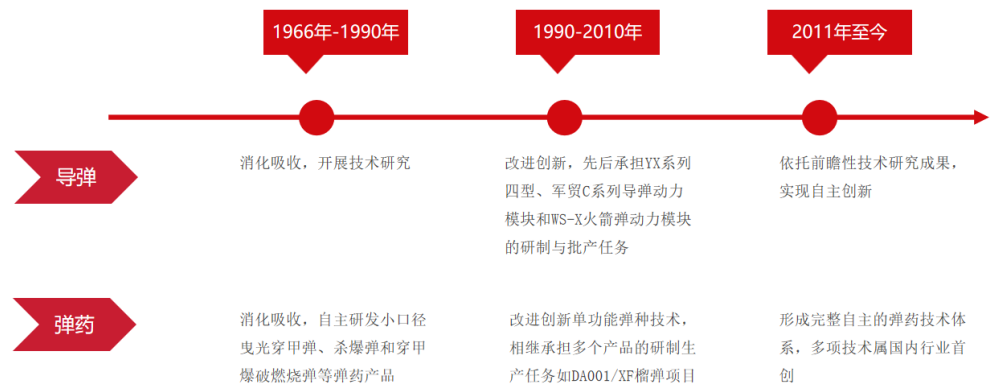 1966年-1990年
1990-2010年
2011年至今
导弹
消化吸收，开展技术研究
改进创新，先后承担YX系列
四型、军贸C系列导弹动力
模块和WS-X火箭弹动力模块
的研制与批产任务
依托前瞻性技术研究成果，
实现自主创新
弹药
消化吸收，自主研发小口径
曳光穿甲弹、杀爆弹和穿甲
爆破燃烧弹等弹药产品
改进创新单功能弹种技术，
相继承担多个产品的研制生
产任务如DA001/XF榴弹项目
形成完整自主的弹药技术体
系，多项技术属国内行业首
创